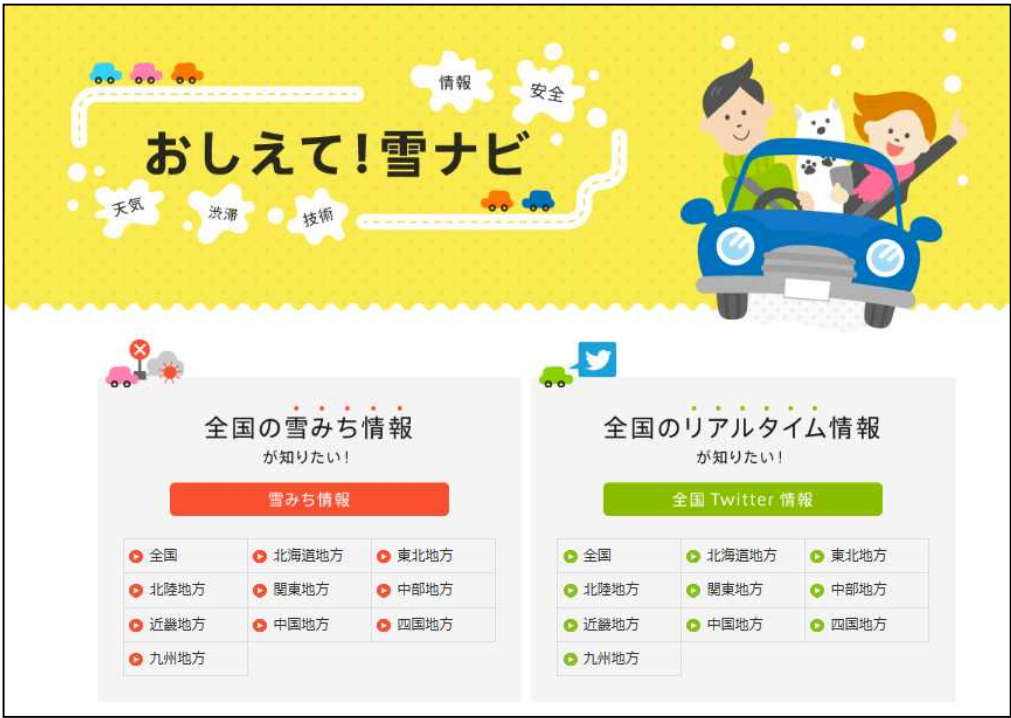 情報
安全
おしえて!雪ナビ
天気
渋滞
技術
全国の雪みち情報
が知りたい!
雪みち情報
全国
北海道地方
東北地方
北陸地方
関東地方
中部地方
近畿地方
中国地方
四国地方
九州地方
全国のリアルタイム情報
が知りたい!
全国 Twitter 情報
全国
北海道地方
東北地方
北陸地方
関東地方
中部地方
近畿地方
中国地方
四国地方
九州地方